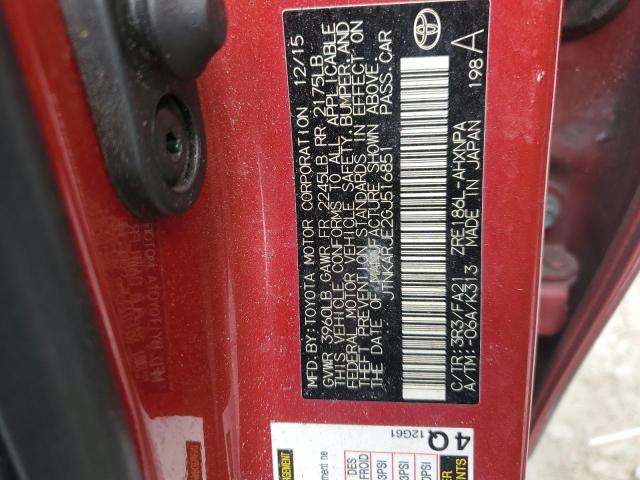 MFD.BY: TOYOTA MOTOR CORPORATION 12/15
GVWR 3960LB GAWR FR 2245LB RR 2175LB
THIS VEHICLE CONFORMS TO ALL APPLICABLE
FEDERAL MOTOR VEHICLE SAFETY, BUMPER, AND
THEFT PREVENTION STANDARDS IN EFFECT ON
THE DATE OF MANUFACTURE SHOWN ABOVE.
JTNKARJE2GJ516851 PASS. CAR
C/TR:3R3/FA21 ZRE186L-AHXNPA
A/TM:-06A/K313 MADE IN JAPAN
198 A
4Q
12G61
DES
FROID